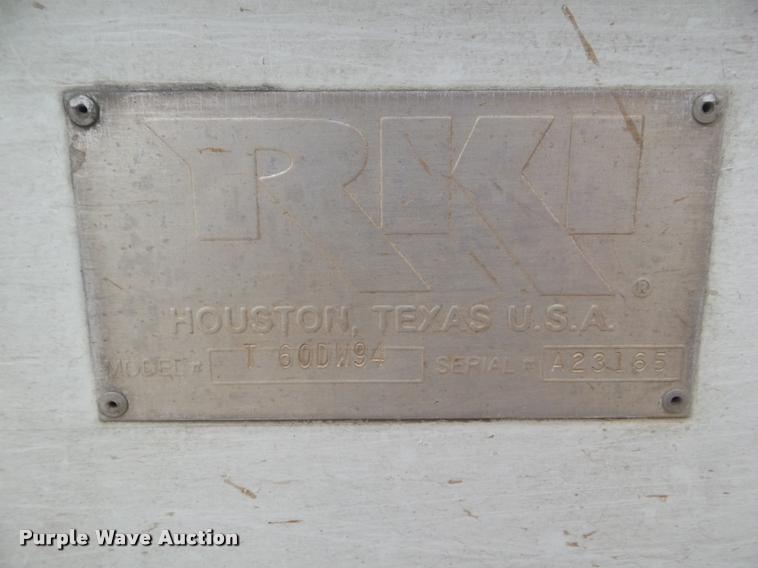 RKI ®
HOUSTON, TEXAS U.S.A.
MODEL # T 60DW94 SERIAL # A23165
Purple Wave Auction